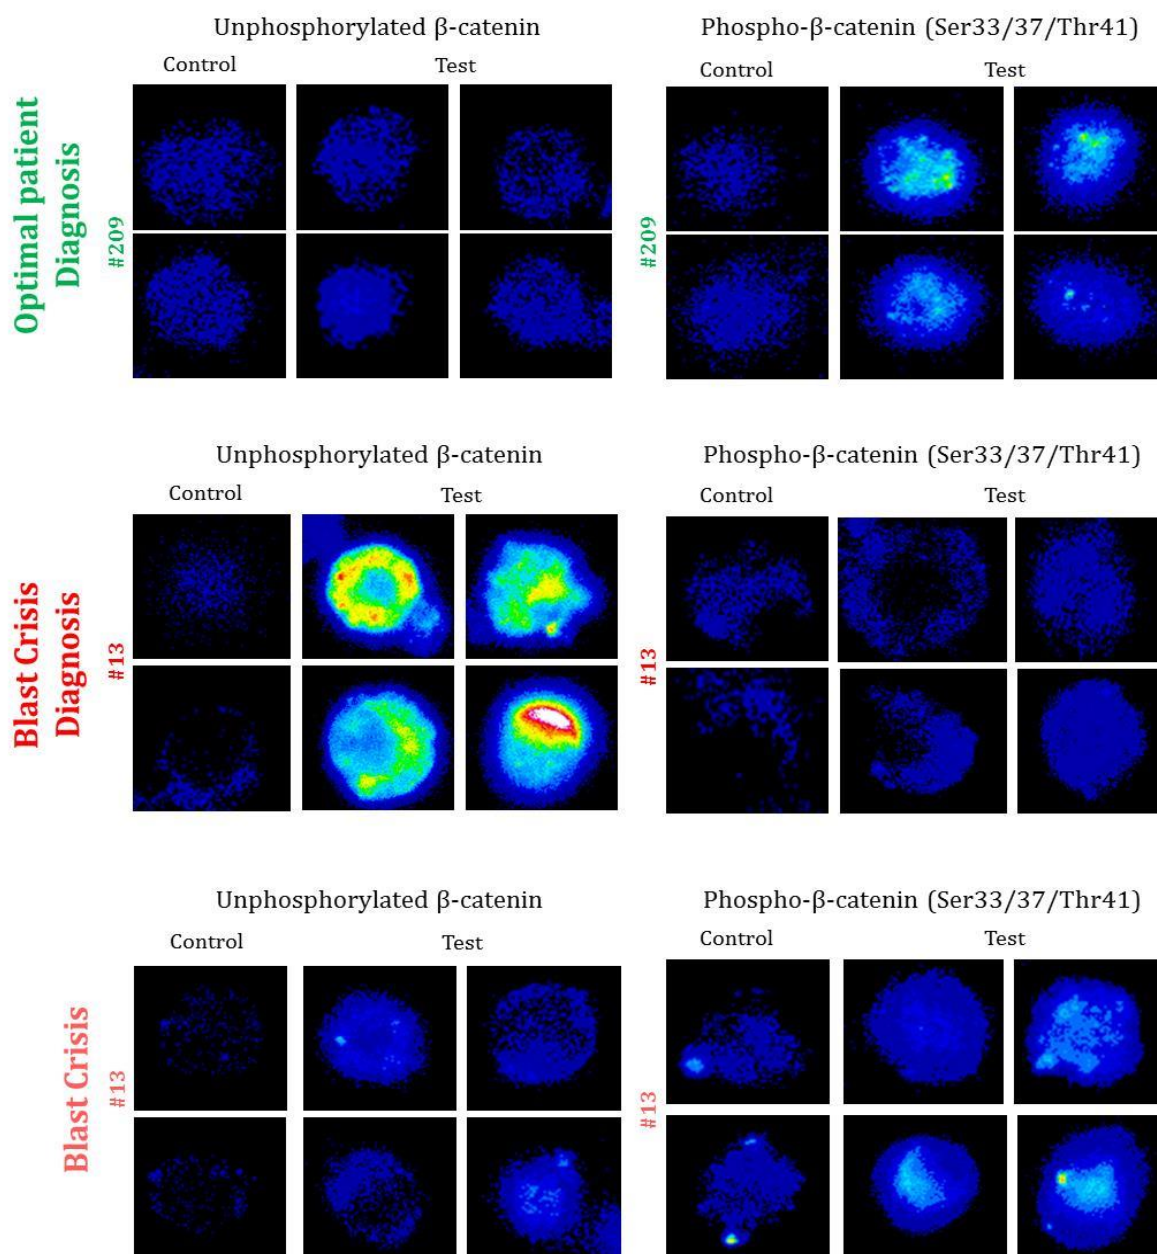 Unphosphorylated β-catenin
Phospho-β-catenin (Ser33/37/Thr41)
Control
Test
Control
Test
Optimal patient
Diagnosis
#209
#209
Unphosphorylated β-catenin
Phospho-β-catenin (Ser33/37/Thr41)
Control
Test
Control
Test
Blast Crisis
Diagnosis
#13
#13
Unphosphorylated β-catenin
Phospho-β-catenin (Ser33/37/Thr41)
Control
Test
Control
Test
Blast Crisis
#13
#13